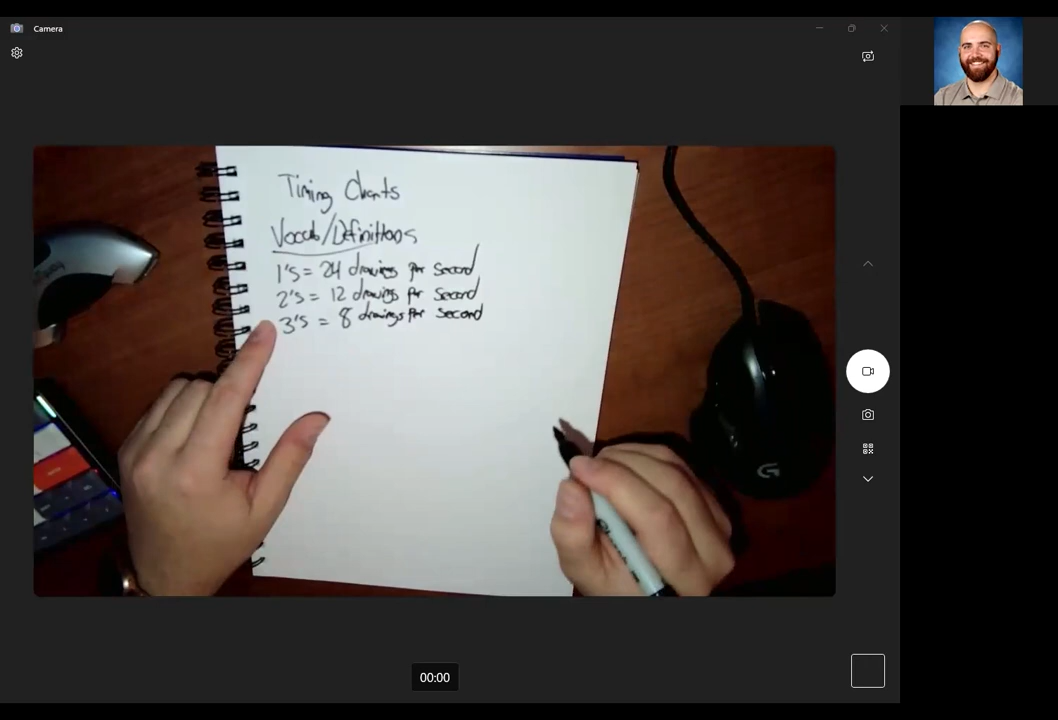 Camera
Timing Charts
Vocab/Definitions
1's = 24 drawings per second
2's = 12 drawings per second
3's = 8 drawings per second
00:00